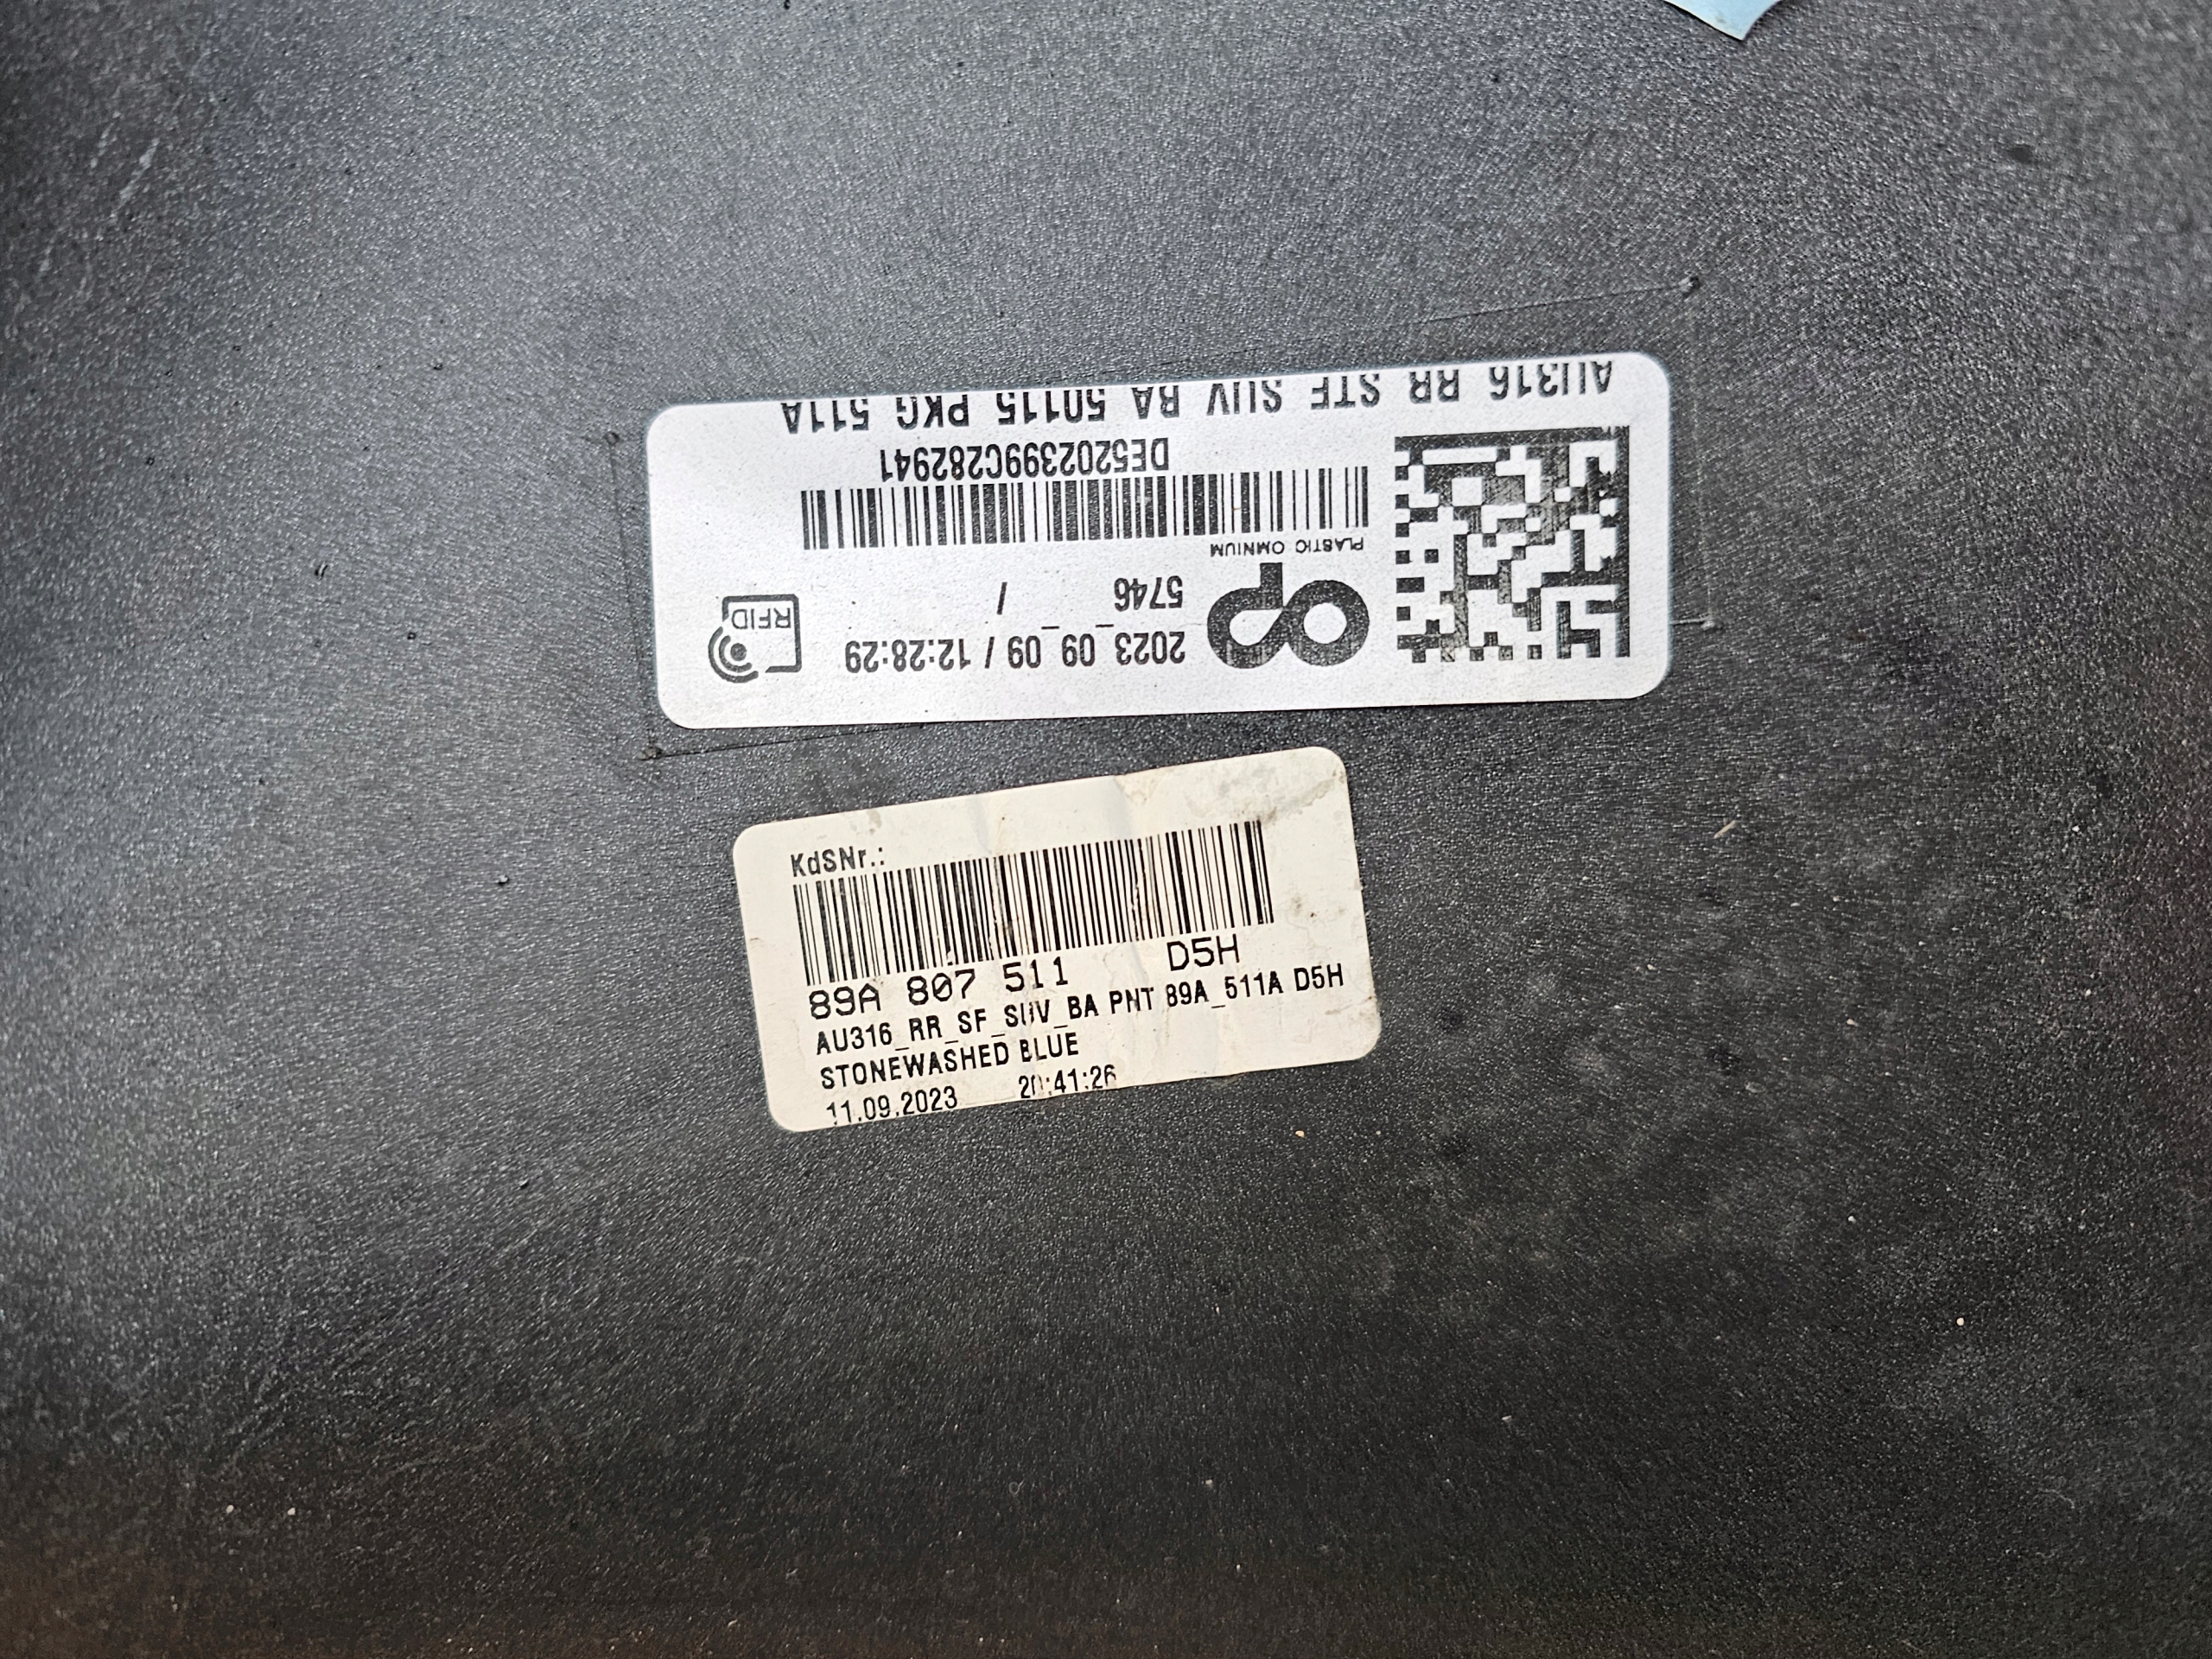 AU316 RR STF SUV BA 50115 PKG 511A
DE5202399C282941
PLASTIC OMNIUM
5746 /
2023_09_09 / 12:28:29
RFID
KdSNr.:
89A 807 511 D5H
AU316_RR_SF_SUV_BA PNT 89A_511A D5H
STONEWASHED BLUE
11.09.2023 20:41:26